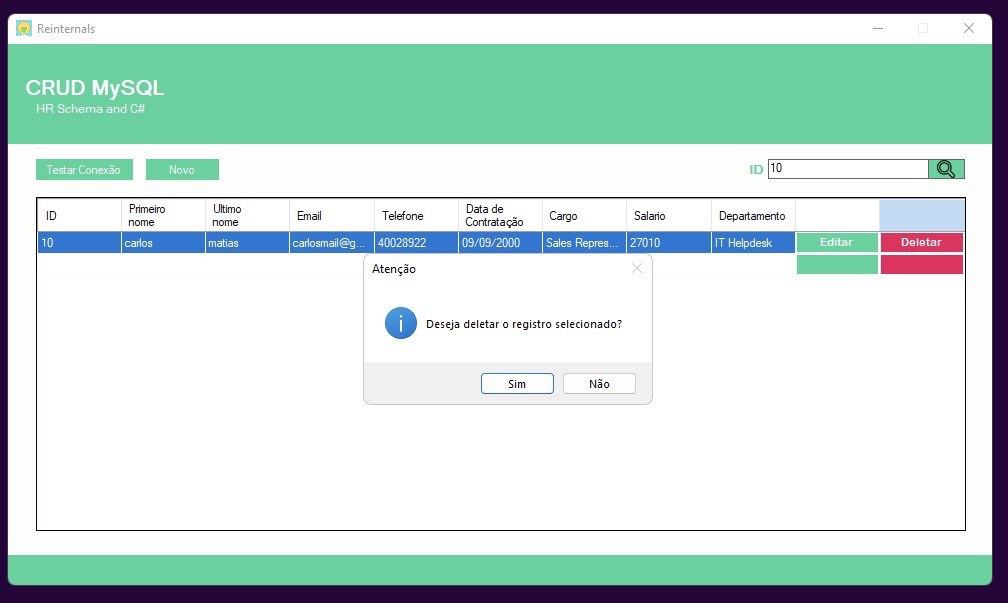 Reinternals
CRUD MySQL
HR Schema and C#
Testar Conexão
Novo
ID
10
ID
Primeiro
nome
Ultimo
nome
Email
Telefone
Data de
Contratação
Cargo
Salario
Departamento
10
carlos
matias
carlosmail@g...
40028922
09/09/2000
Sales Repres...
27010
IT Helpdesk
Editar
Deletar
Atenção
i
Deseja deletar o registro selecionado?
Sim
Não